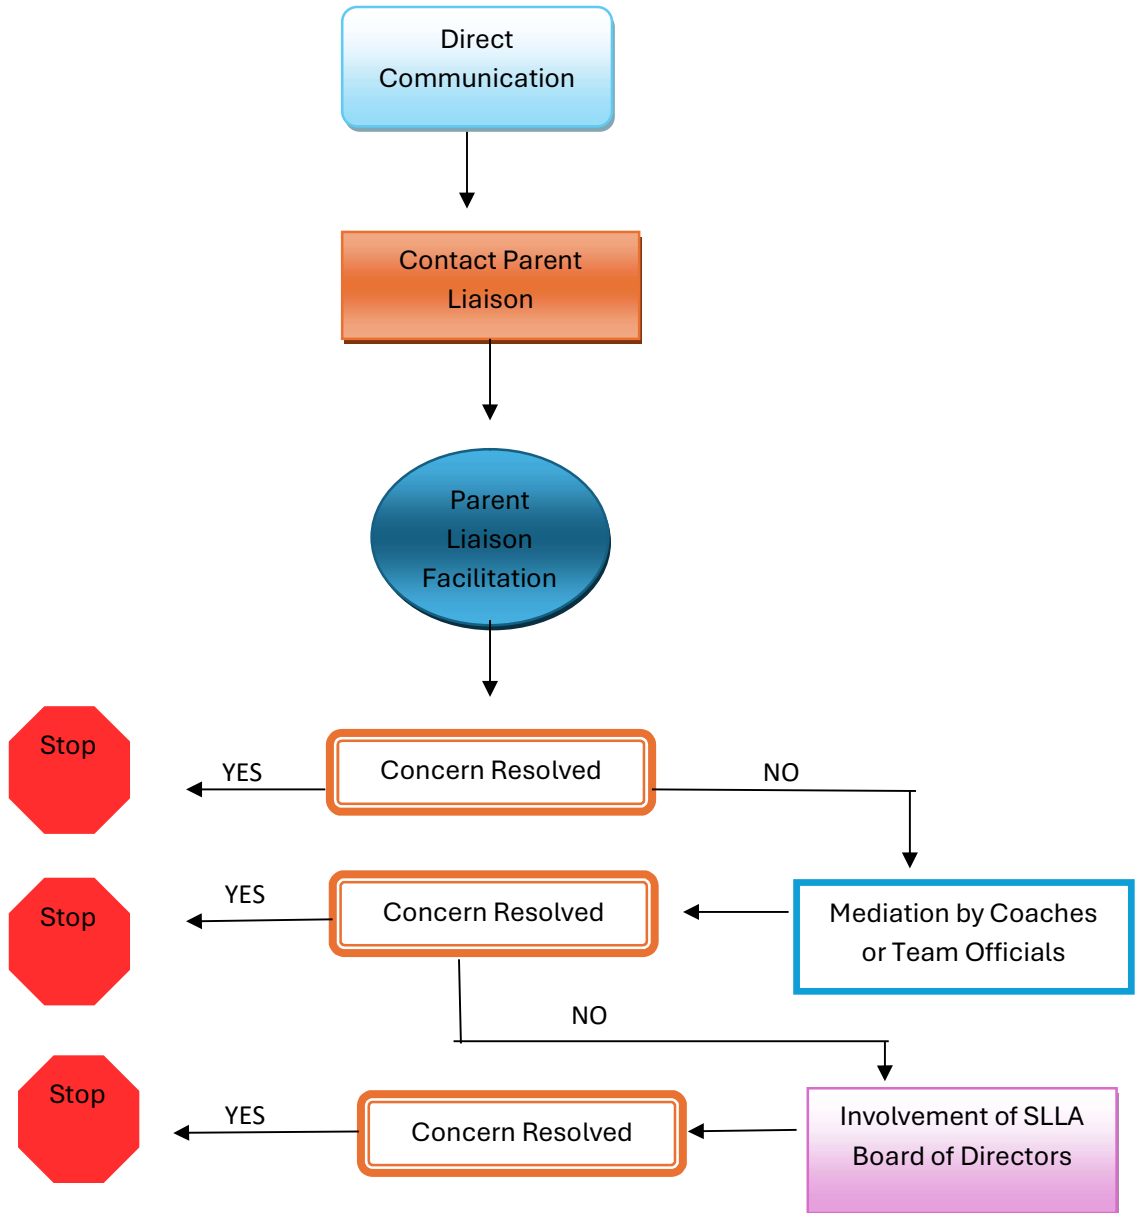 Direct
Communication
Contact Parent
Liaison
Parent
Liaison
Facilitation
Stop
YES
Concern Resolved
NO
Stop
YES
Concern Resolved
Mediation by Coaches
or Team Officials
NO
Stop
YES
Concern Resolved
Involvement of SLLA
Board of Directors